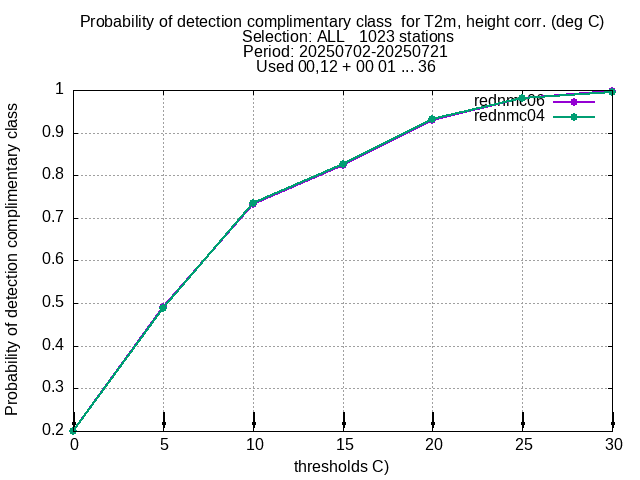 Probability of detection complimentary class  for T2m, height corr. (deg C)
Selection: ALL   1023 stations
Period: 20250702-20250721
Used 00,12 + 00 01 ... 36
rednmc06
rednmc04
Probability of detection complimentary class
1
0.9
0.8
0.7
0.6
0.5
0.4
0.3
0.2
0 5 10 15 20 25 30
thresholds C)